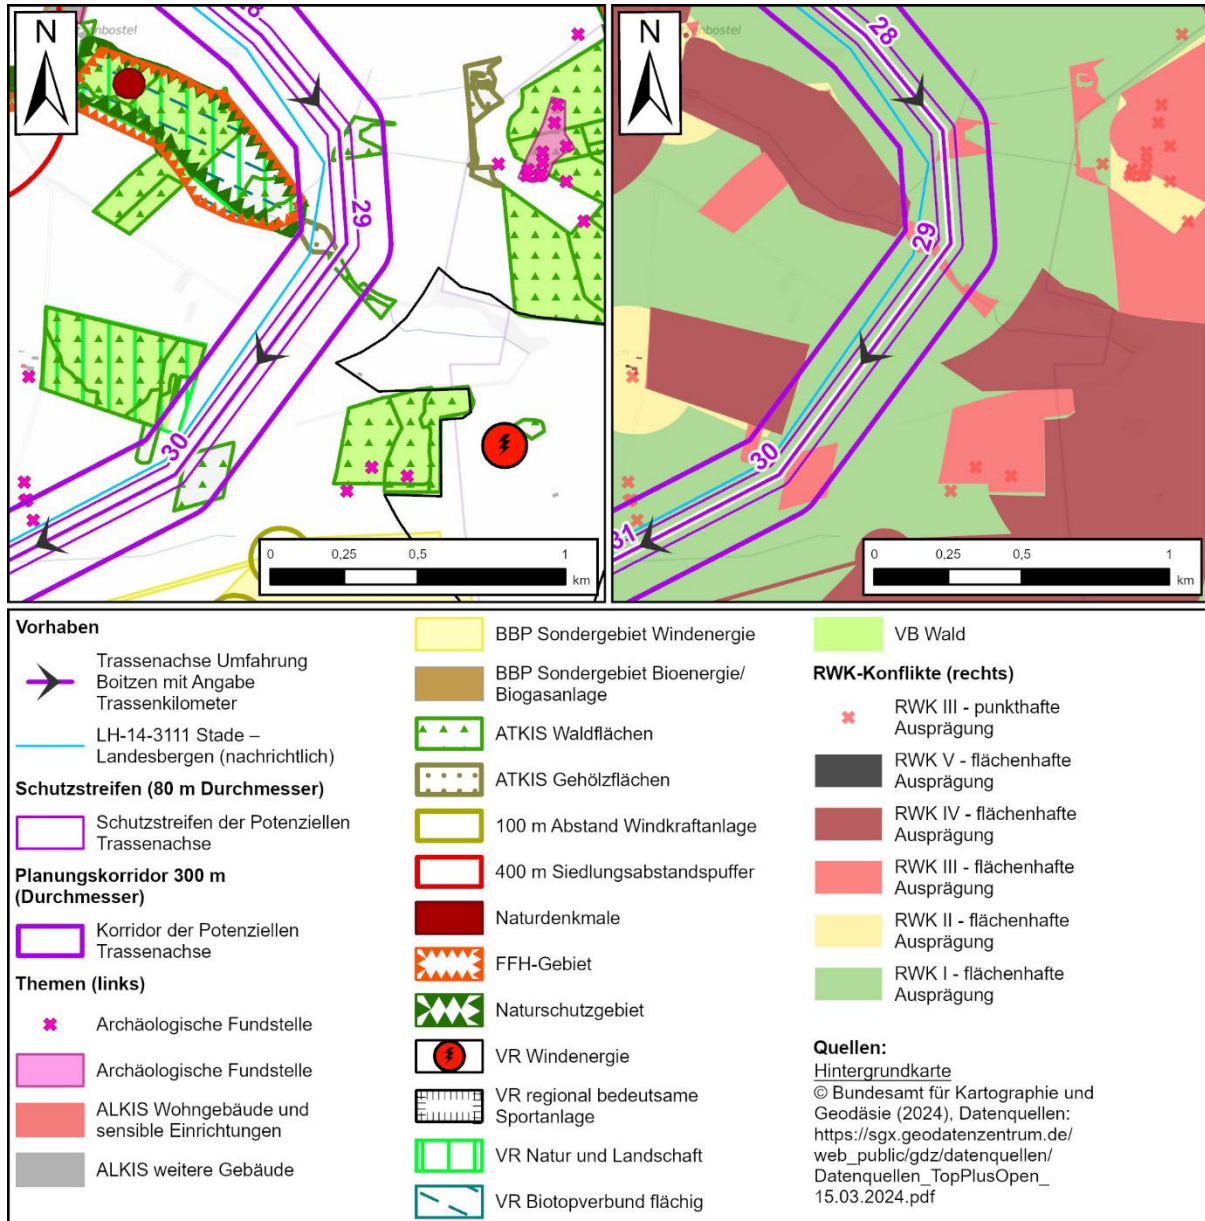 N
28
nbostel
29
30
0
0,25
0,5
1
km
N
28
29
30
31
0
0,25
0,5
1
km
Vorhaben
Trassenachse Umfahrung
Boitzen mit Angabe
Trassenkilometer
LH-14-3111 Stade –
Landesbergen (nachrichtlich)
Schutzstreifen (80 m Durchmesser)
Schutzstreifen der Potenziellen
Trassenachse
Planungskorridor 300 m
(Durchmesser)
Korridor der Potenziellen
Trassenachse
Themen (links)
Archäologische Fundstelle
Archäologische Fundstelle
ALKIS Wohngebäude und
sensible Einrichtungen
ALKIS weitere Gebäude
BBP Sondergebiet Windenergie
BBP Sondergebiet Bioenergie/
Biogasanlage
ATKIS Waldflächen
ATKIS Gehölzflächen
100 m Abstand Windkraftanlage
400 m Siedlungsabstandspuffer
Naturdenkmale
FFH-Gebiet
Naturschutzgebiet
VR Windenergie
VR regional bedeutsame
Sportanlage
VR Natur und Landschaft
VR Biotopverbund flächig
VB Wald
RWK-Konflikte (rechts)
RWK III - punkthafte
Ausprägung
RWK V - flächenhafte
Ausprägung
RWK IV - flächenhafte
Ausprägung
RWK III - flächenhafte
Ausprägung
RWK II - flächenhafte
Ausprägung
RWK I - flächenhafte
Ausprägung
Quellen:
Hintergrundkarte
© Bundesamt für Kartographie und
Geodäsie (2024), Datenquellen:
https://sgx.geodatenzentrum.de/
web_public/gdz/datenquellen/
Datenquellen_TopPlusOpen_
15.03.2024.pdf